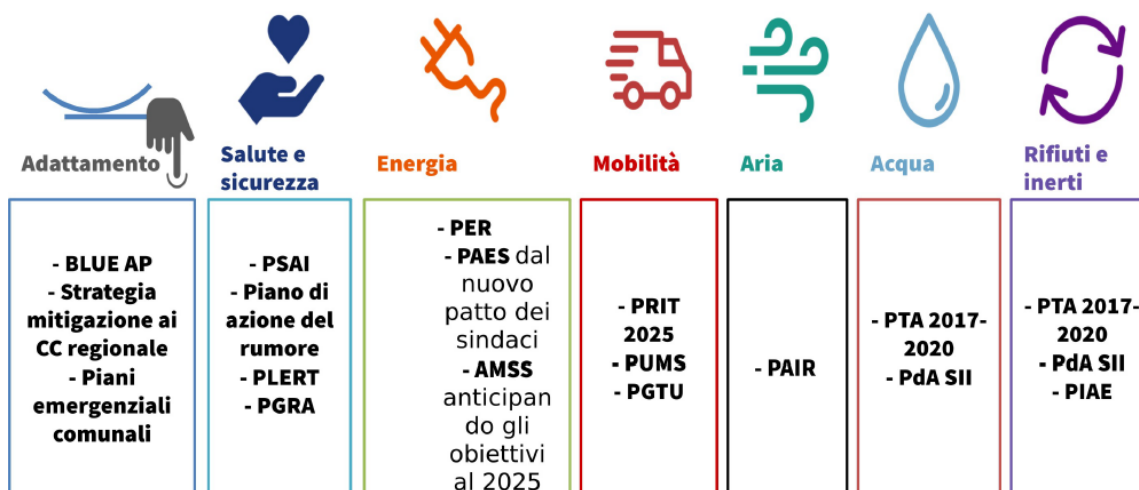 Adattamento
Salute e
sicurezza
Energia
Mobilità
Aria
Acqua
Rifiuti e
inerti
- BLUE AP
- Strategia
mitigazione ai
CC regionale
- Piani
emergenziali
comunali
- PSAI
- Piano di
azione del
rumore
- PLERT
- PGRA
- PER
- PAES dal
nuovo
patto dei
sindaci
- AMSS
anticipan
do gli
obiettivi
al 2025
- PRIT
2025
- PUMS
- PGTU
- PAIR
- PTA 2017-
2020
- PdA SII
- PTA 2017-
2020
- PdA SII
- PIAE